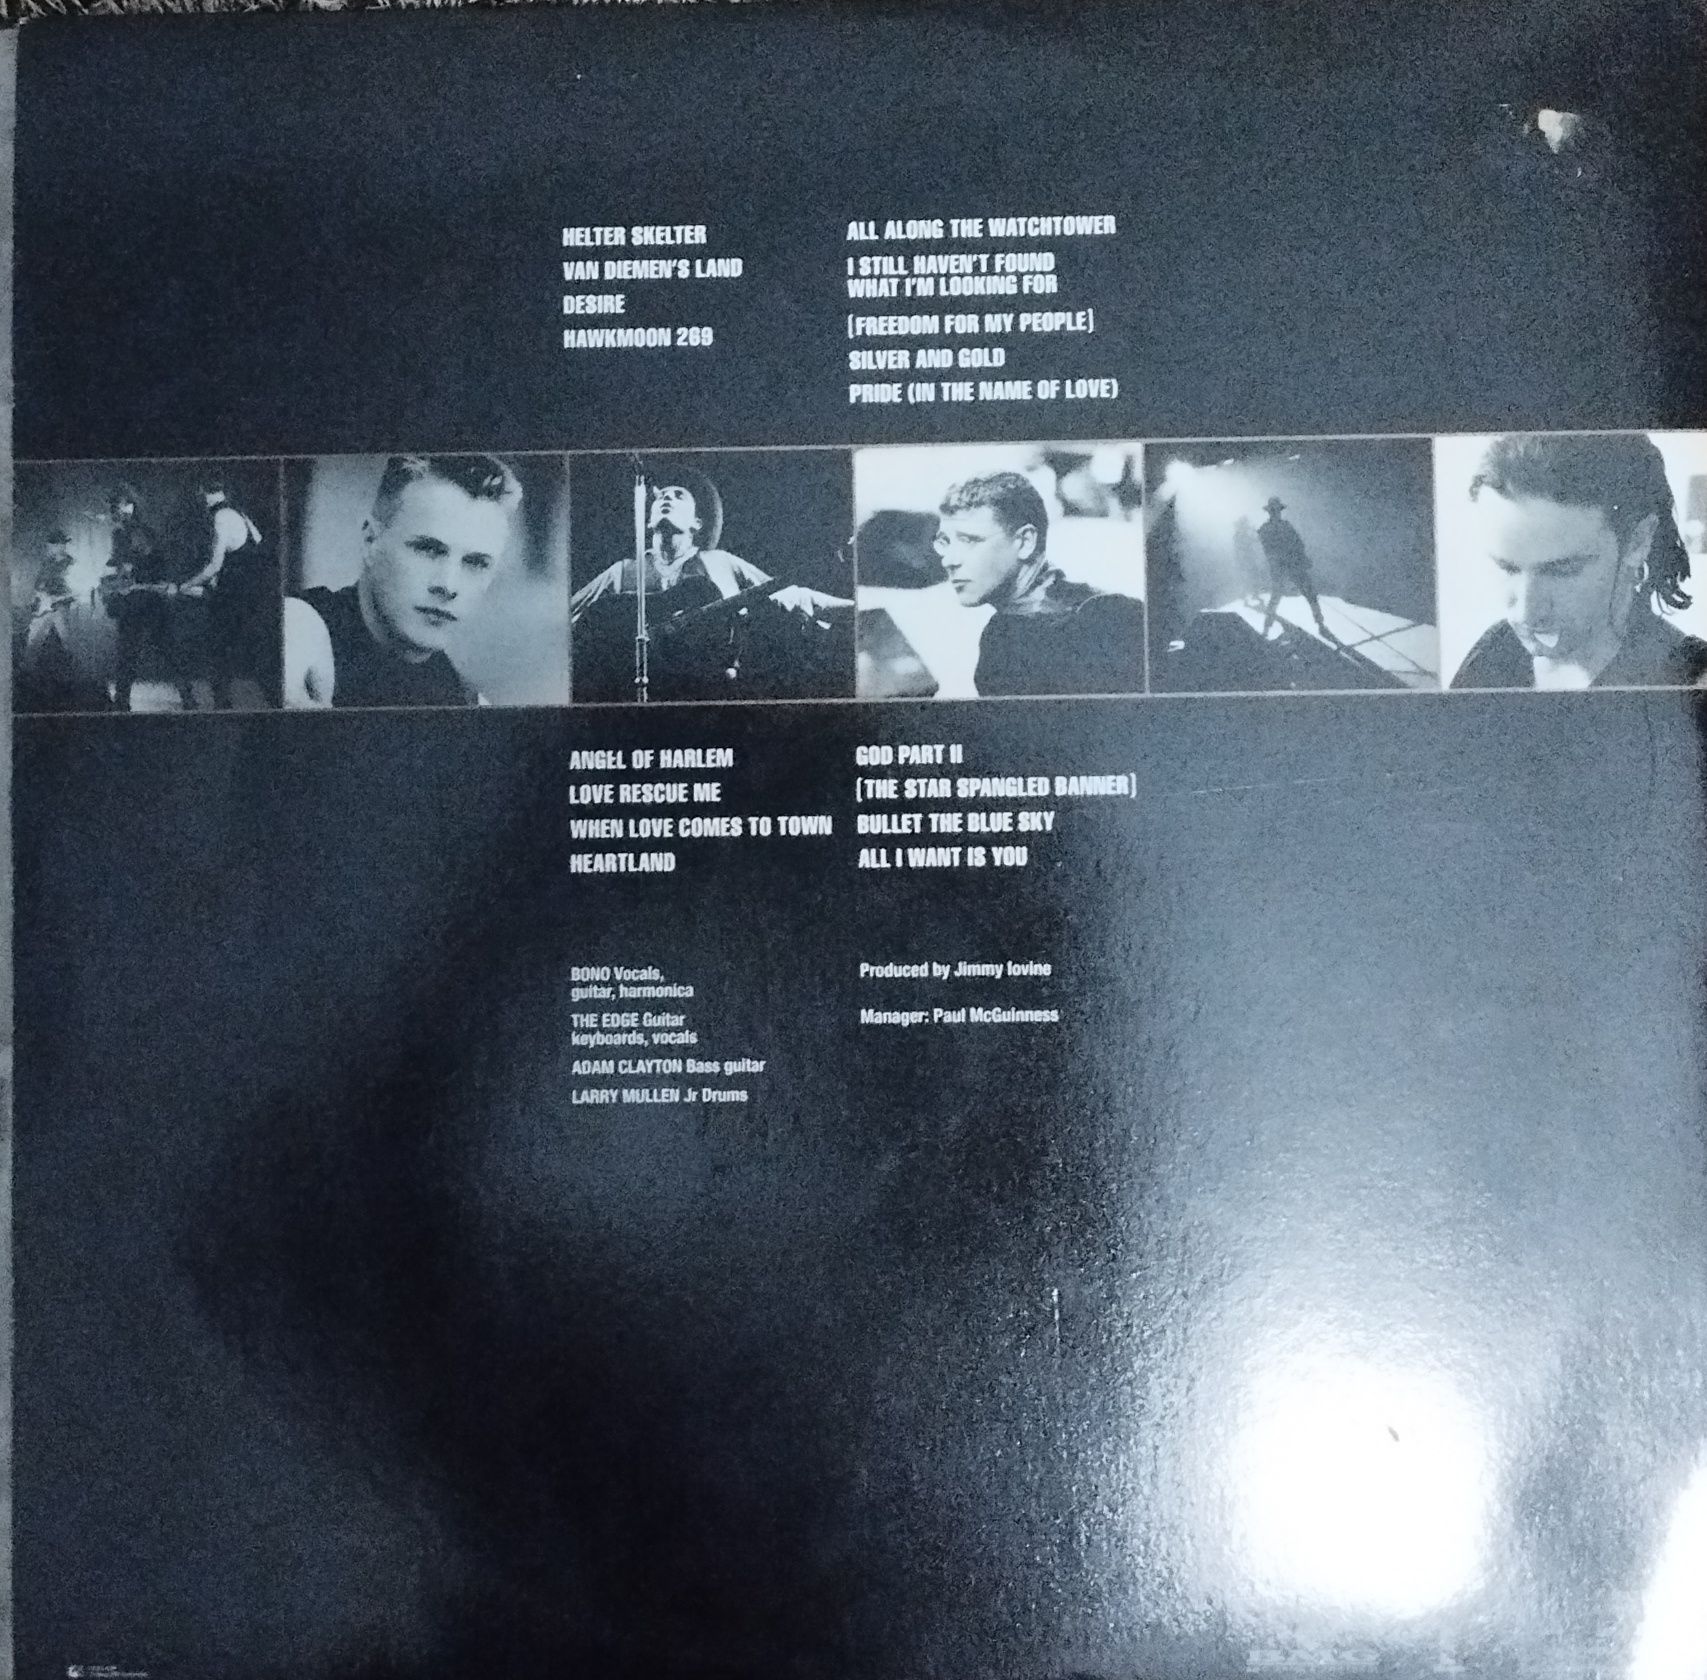 HELTER SKELTER
VAN DIEMEN'S LAND
DESIRE
HAWKMOON 269
ALL ALONG THE WATCHTOWER
I STILL HAVEN'T FOUND
WHAT I'M LOOKING FOR
(FREEDOM FOR MY PEOPLE)
SILVER AND GOLD
PRIDE (IN THE NAME OF LOVE)
ANGEL OF HARLEM
LOVE RESCUE ME
WHEN LOVE COMES TO TOWN
HEARTLAND
GOD PART II
(THE STAR SPANGLED BANNER)
BULLET THE BLUE SKY
ALL I WANT IS YOU
BONO Vocals,
guitar, harmonica
THE EDGE Guitar
keyboards, vocals
ADAM CLAYTON Bass guitar
LARRY MULLEN Jr Drums
Produced by Jimmy Iovine
Manager: Paul McGuinness
BMG